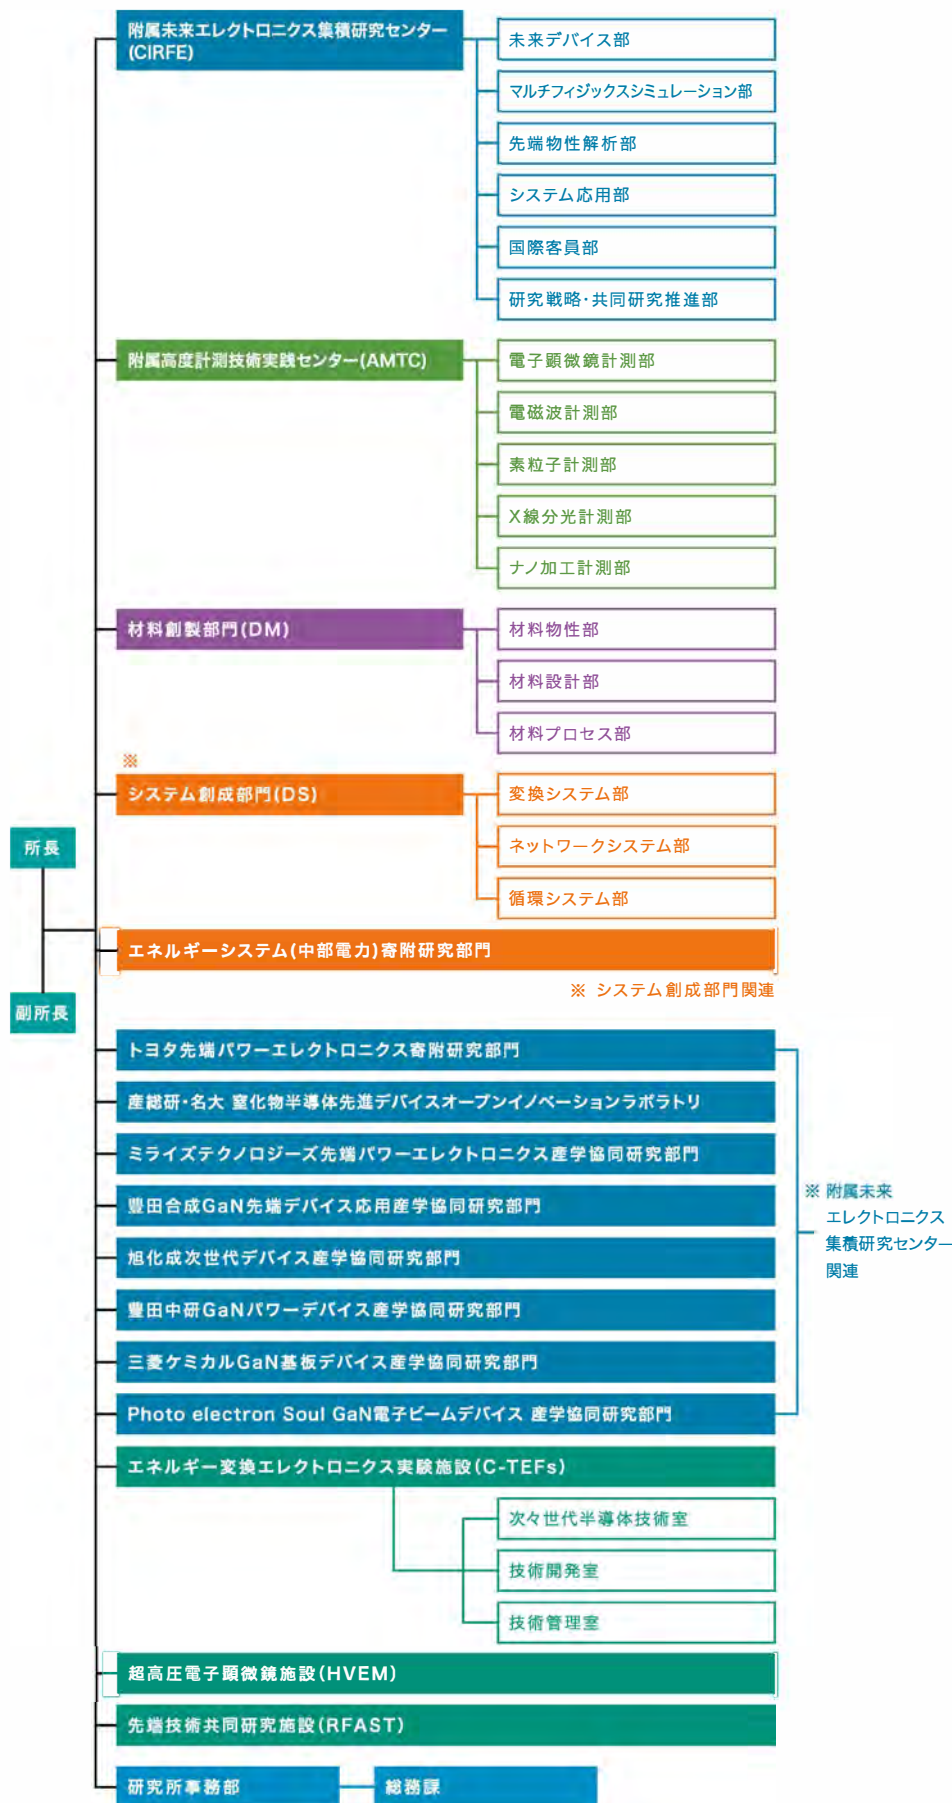 附属未来エレクトロニクス集積研究センター
(CIRFE)
未来デバイス部
マルチフィジックスシミュレーション部
先端物性解析部
システム応用部
国際客員部
研究戦略・共同研究推進部
附属高度計測技術実践センター(AMTC)
電子顕微鏡計測部
電磁波計測部
素粒子計測部
X線分光計測部
ナノ加工計測部
材料創製部門(DM)
材料物性部
材料設計部
材料プロセス部
※
システム創成部門(DS)
変換システム部
ネットワークシステム部
循環システム部
所長
副所長
エネルギーシステム(中部電力)寄附研究部門
※ システム創成部門関連
トヨタ先端パワーエレクトロニクス寄附研究部門
産総研・名大 窒化物半導体先進デバイスオープンイノベーションラボラトリ
ミライズテクノロジーズ先端パワーエレクトロニクス産学協同研究部門
豊田合成GaN先端デバイス応用産学協同研究部門
旭化成次世代デバイス産学協同研究部門
豊田中研GaNパワーデバイス産学協同研究部門
三菱ケミカルGaN基板デバイス産学協同研究部門
Photo electron Soul GaN電子ビームデバイス 産学協同研究部門
※ 附属未来
エレクトロニクス
集積研究センター
関連
エネルギー変換エレクトロニクス実験施設(C-TEFs)
次々世代半導体技術室
技術開発室
技術管理室
超高圧電子顕微鏡施設(HVEM)
先端技術共同研究施設(RFAST)
研究所事務部
総務課